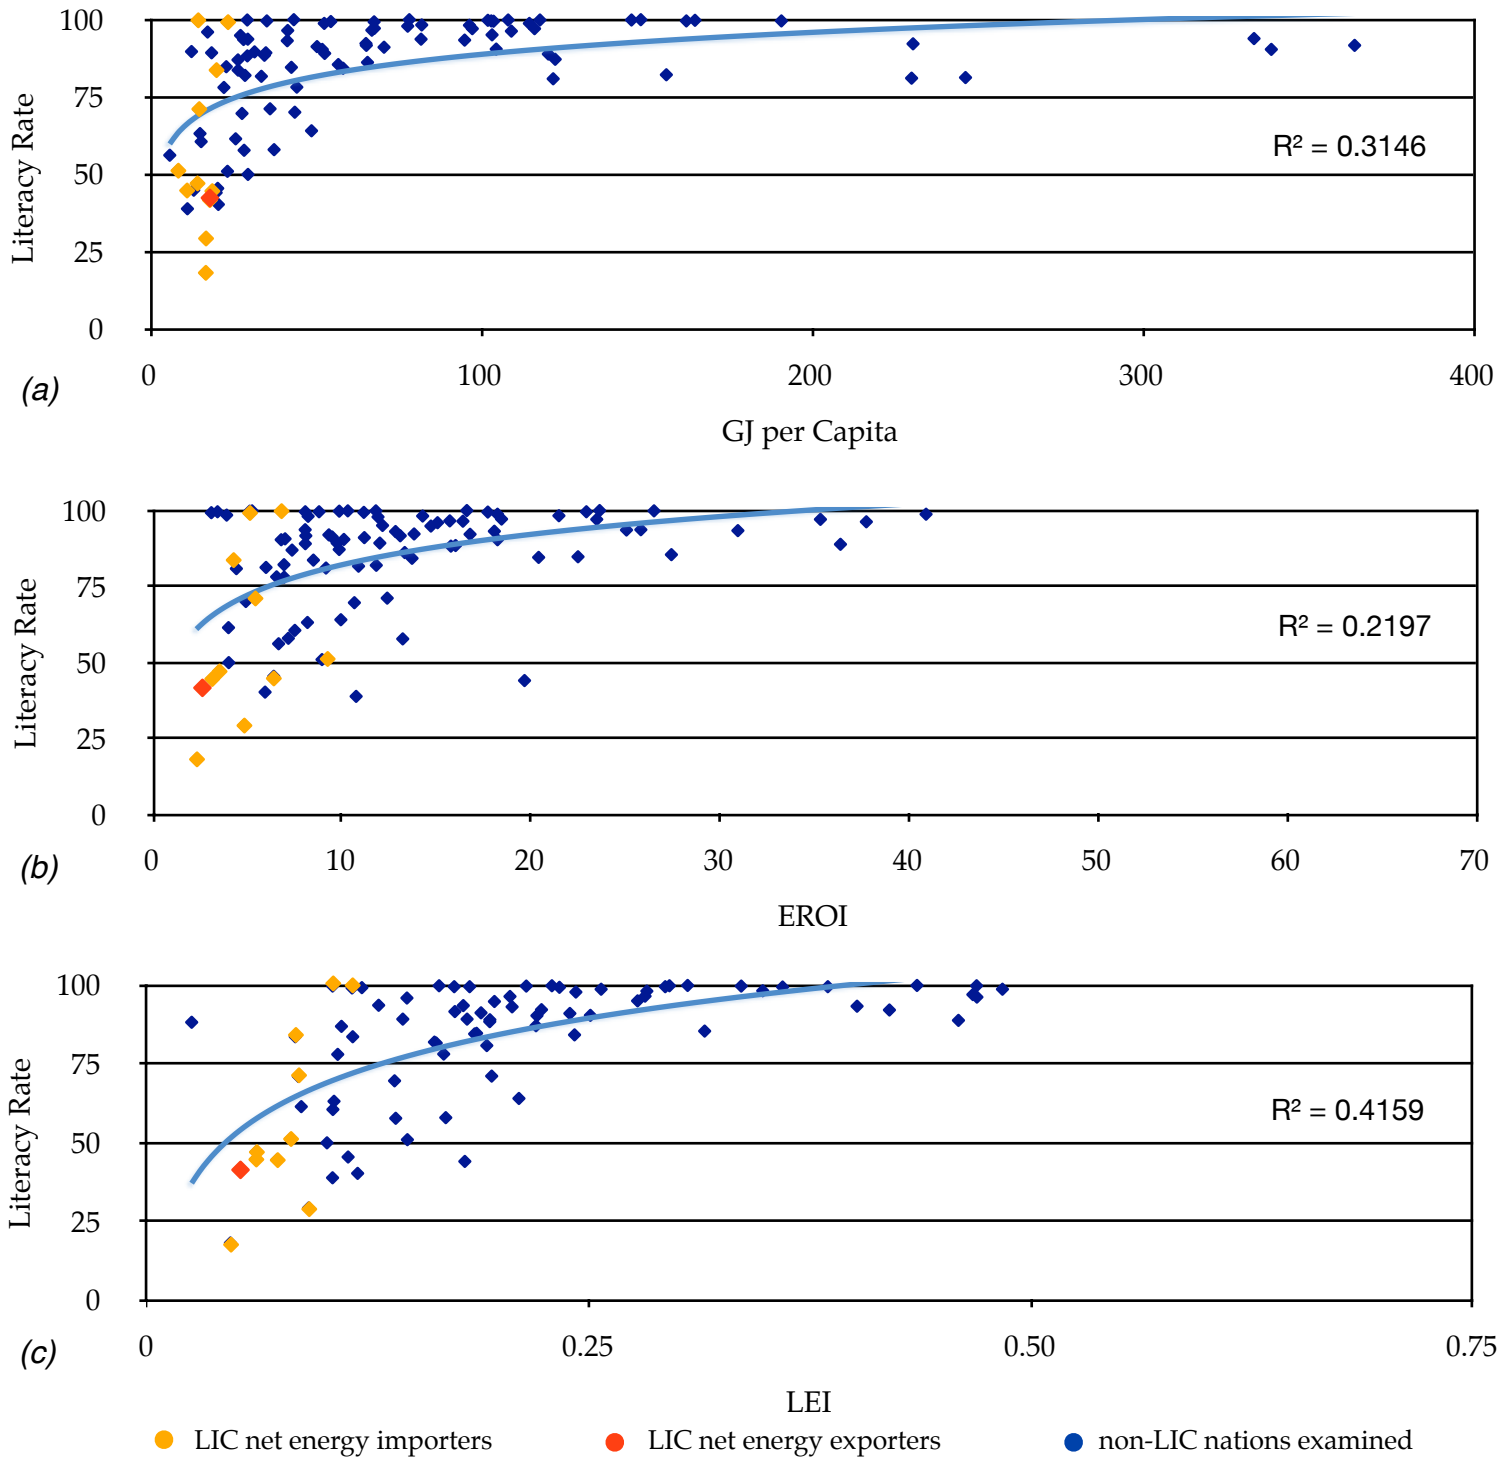 100
75
50
25
0
Literacy Rate
R² = 0.3146
0 100 200 300 400
(a)
GJ per Capita
100
75
50
25
0
Literacy Rate
R² = 0.2197
0 10 20 30 40 50 60 70
(b)
EROI
100
75
50
25
0
Literacy Rate
R² = 0.4159
0 0.25 0.50 0.75
(c)
LEI
LIC net energy importers LIC net energy exporters non-LIC nations examined